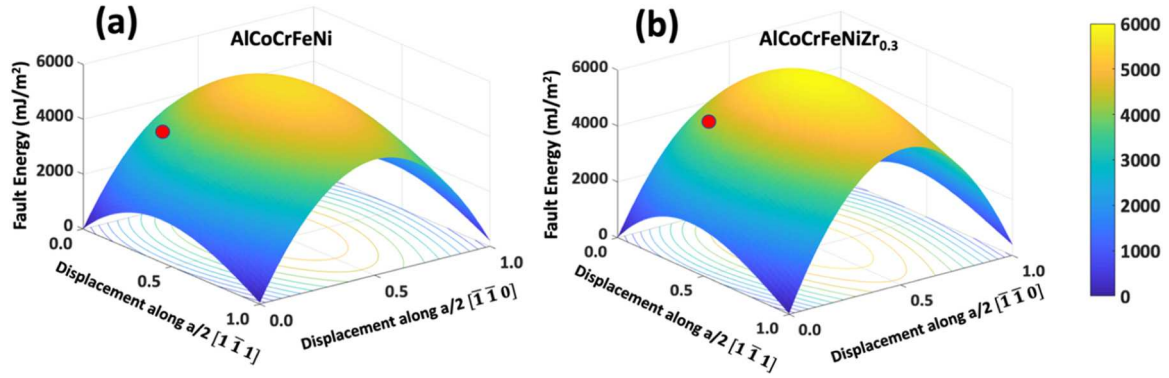 (a)
AlCoCrFeNi
Fault Energy (mJ/m²)
6000
4000
2000
0
0.0
0.5
1.0
Displacement along a/2 [1 1̅ 1]
0.0
0.5
1.0
Displacement along a/2 [1̅ 1̅ 0]
(b)
AlCoCrFeNiZr₀.₃
Fault Energy (mJ/m²)
6000
4000
2000
0
0.0
0.5
1.0
Displacement along a/2 [1 1̅ 1]
0.0
0.5
1.0
Displacement along a/2 [1̅ 1̅ 0]
6000
5000
4000
3000
2000
1000
0